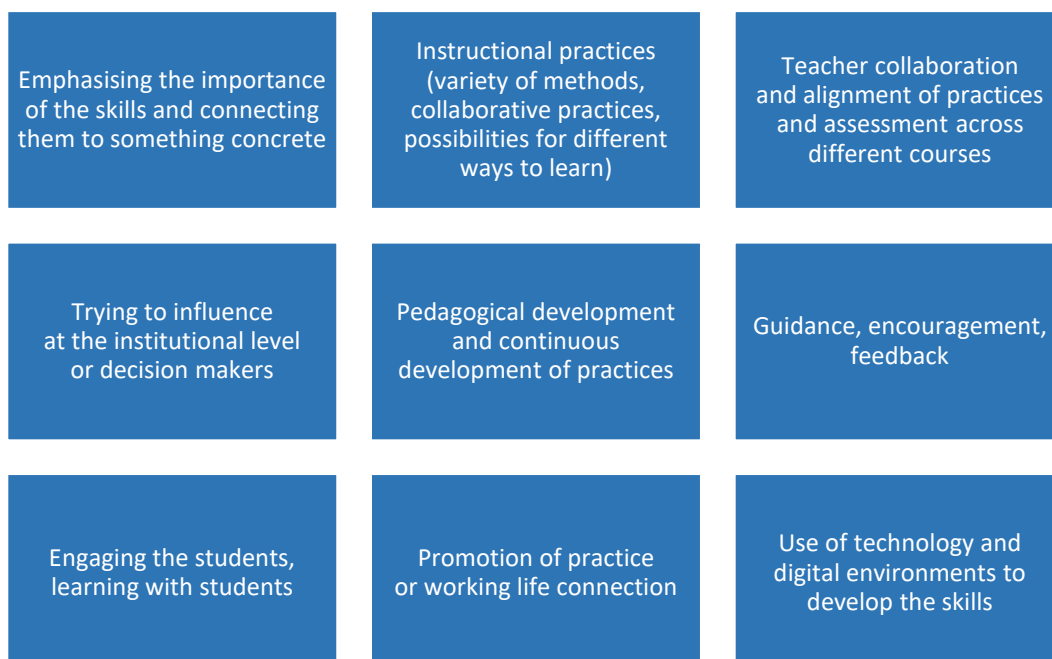 Emphasising the importance
of the skills and connecting
them to something concrete
Instructional practices
(variety of methods,
collaborative practices,
possibilities for different
ways to learn)
Teacher collaboration
and alignment of practices
and assessment across
different courses
Trying to influence
at the institutional level
or decision makers
Pedagogical development
and continuous
development of practices
Guidance, encouragement,
feedback
Engaging the students,
learning with students
Promotion of practice
or working life connection
Use of technology and
digital environments to
develop the skills